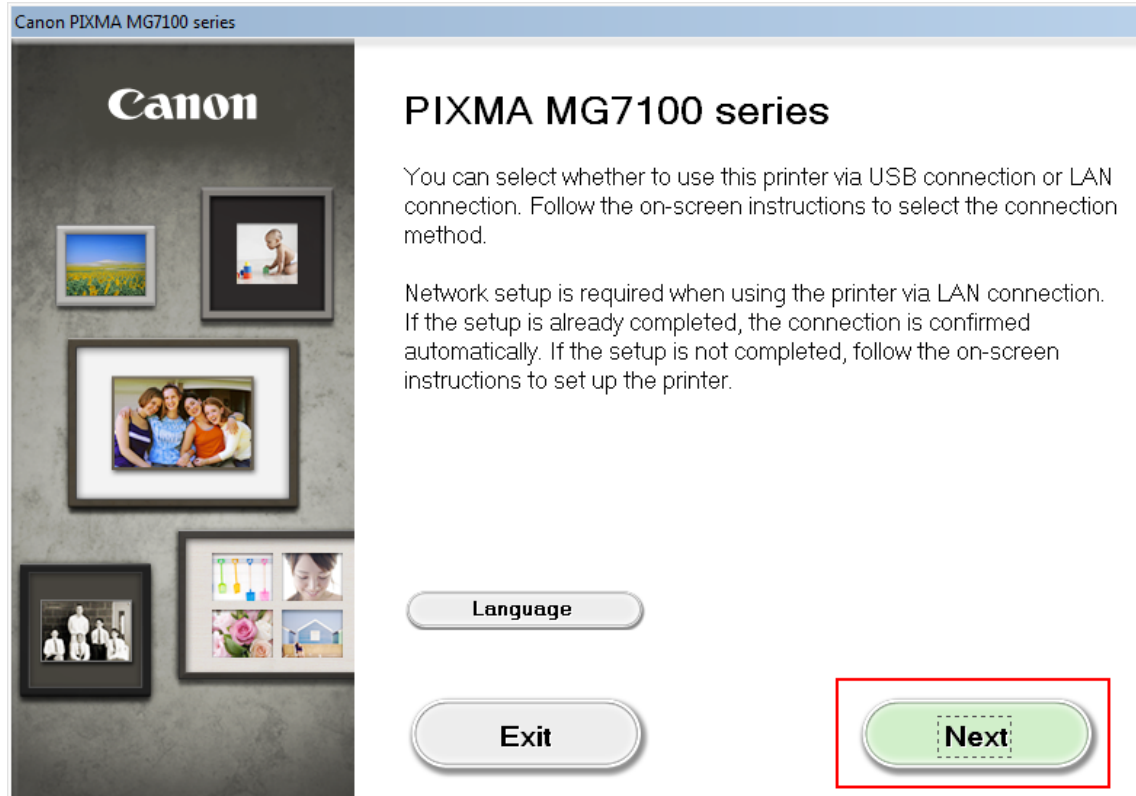 Canon PIXMA MG7100 series
Canon
PIXMA MG7100 series
You can select whether to use this printer via USB connection or LAN
connection. Follow the on-screen instructions to select the connection
method.
Network setup is required when using the printer via LAN connection.
If the setup is already completed, the connection is confirmed
automatically. If the setup is not completed, follow the on-screen
instructions to set up the printer.
Language
Exit
Next